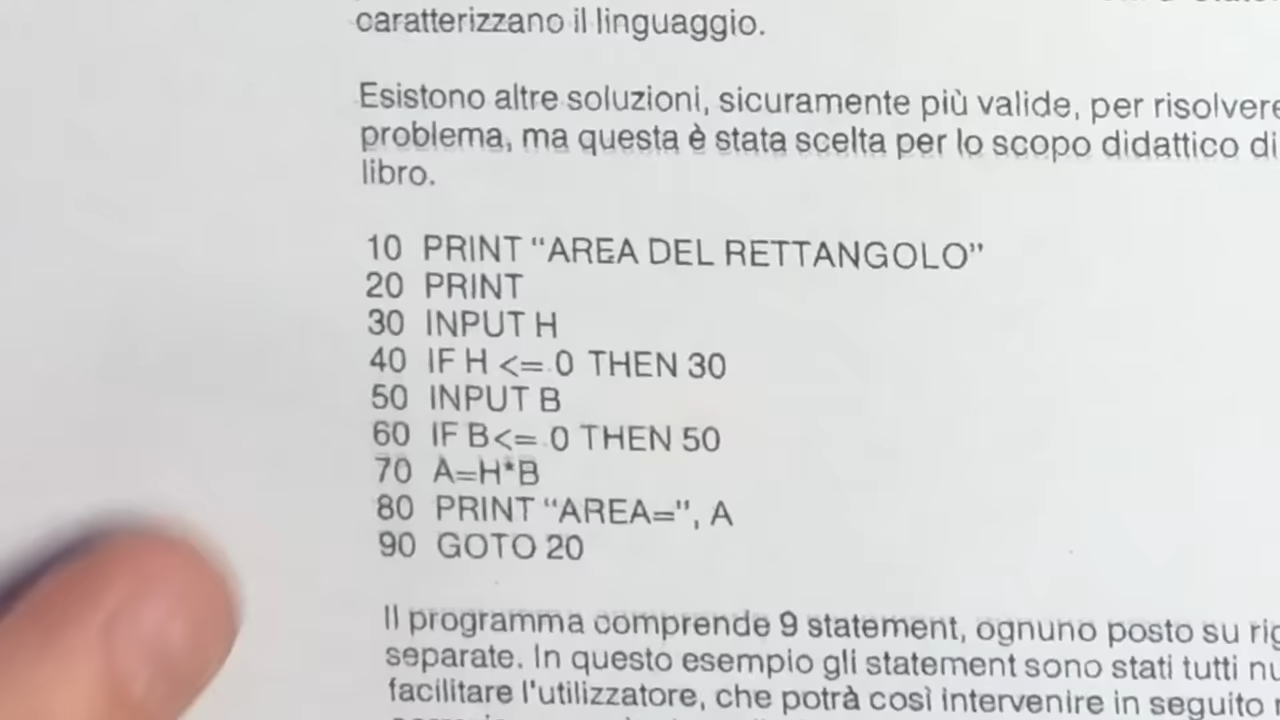 caratterizzano il linguaggio.
Esistono altre soluzioni, sicuramente più valide, per risolvere
problema, ma questa è stata scelta per lo scopo didattico di
libro.
10 PRINT “AREA DEL RETTANGOLO”
20 PRINT
30 INPUT H
40 IF H <= 0 THEN 30
50 INPUT B
60 IF B<= 0 THEN 50
70 A=H*B
80 PRINT “AREA=”, A
90 GOTO 20
Il programma comprende 9 statement, ognuno posto su
separate. In questo esempio gli statement sono stati tutti
facilitare l'utilizzatore, che potrà così intervenire in seguito